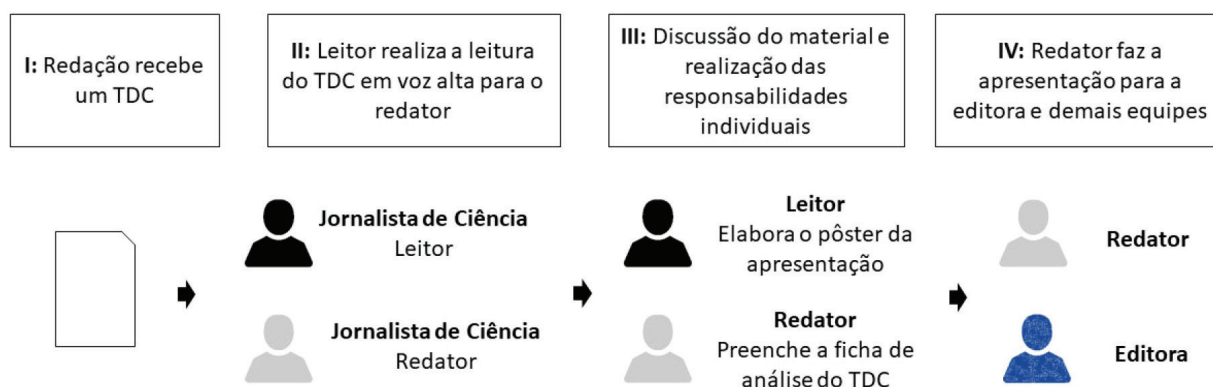 I: Redação recebe
um TDC
II: Leitor realiza a leitura
do TDC em voz alta para o
redator
III: Discussão do material e
realização das
responsabilidades
individuais
IV: Redator faz a
apresentação para a
editora e demais equipes
Jornalista de Ciência
Leitor
Jornalista de Ciência
Redator
Leitor
Elabora o pôster da
apresentação
Redator
Preenche a ficha de
análise do TDC
Redator
Editora